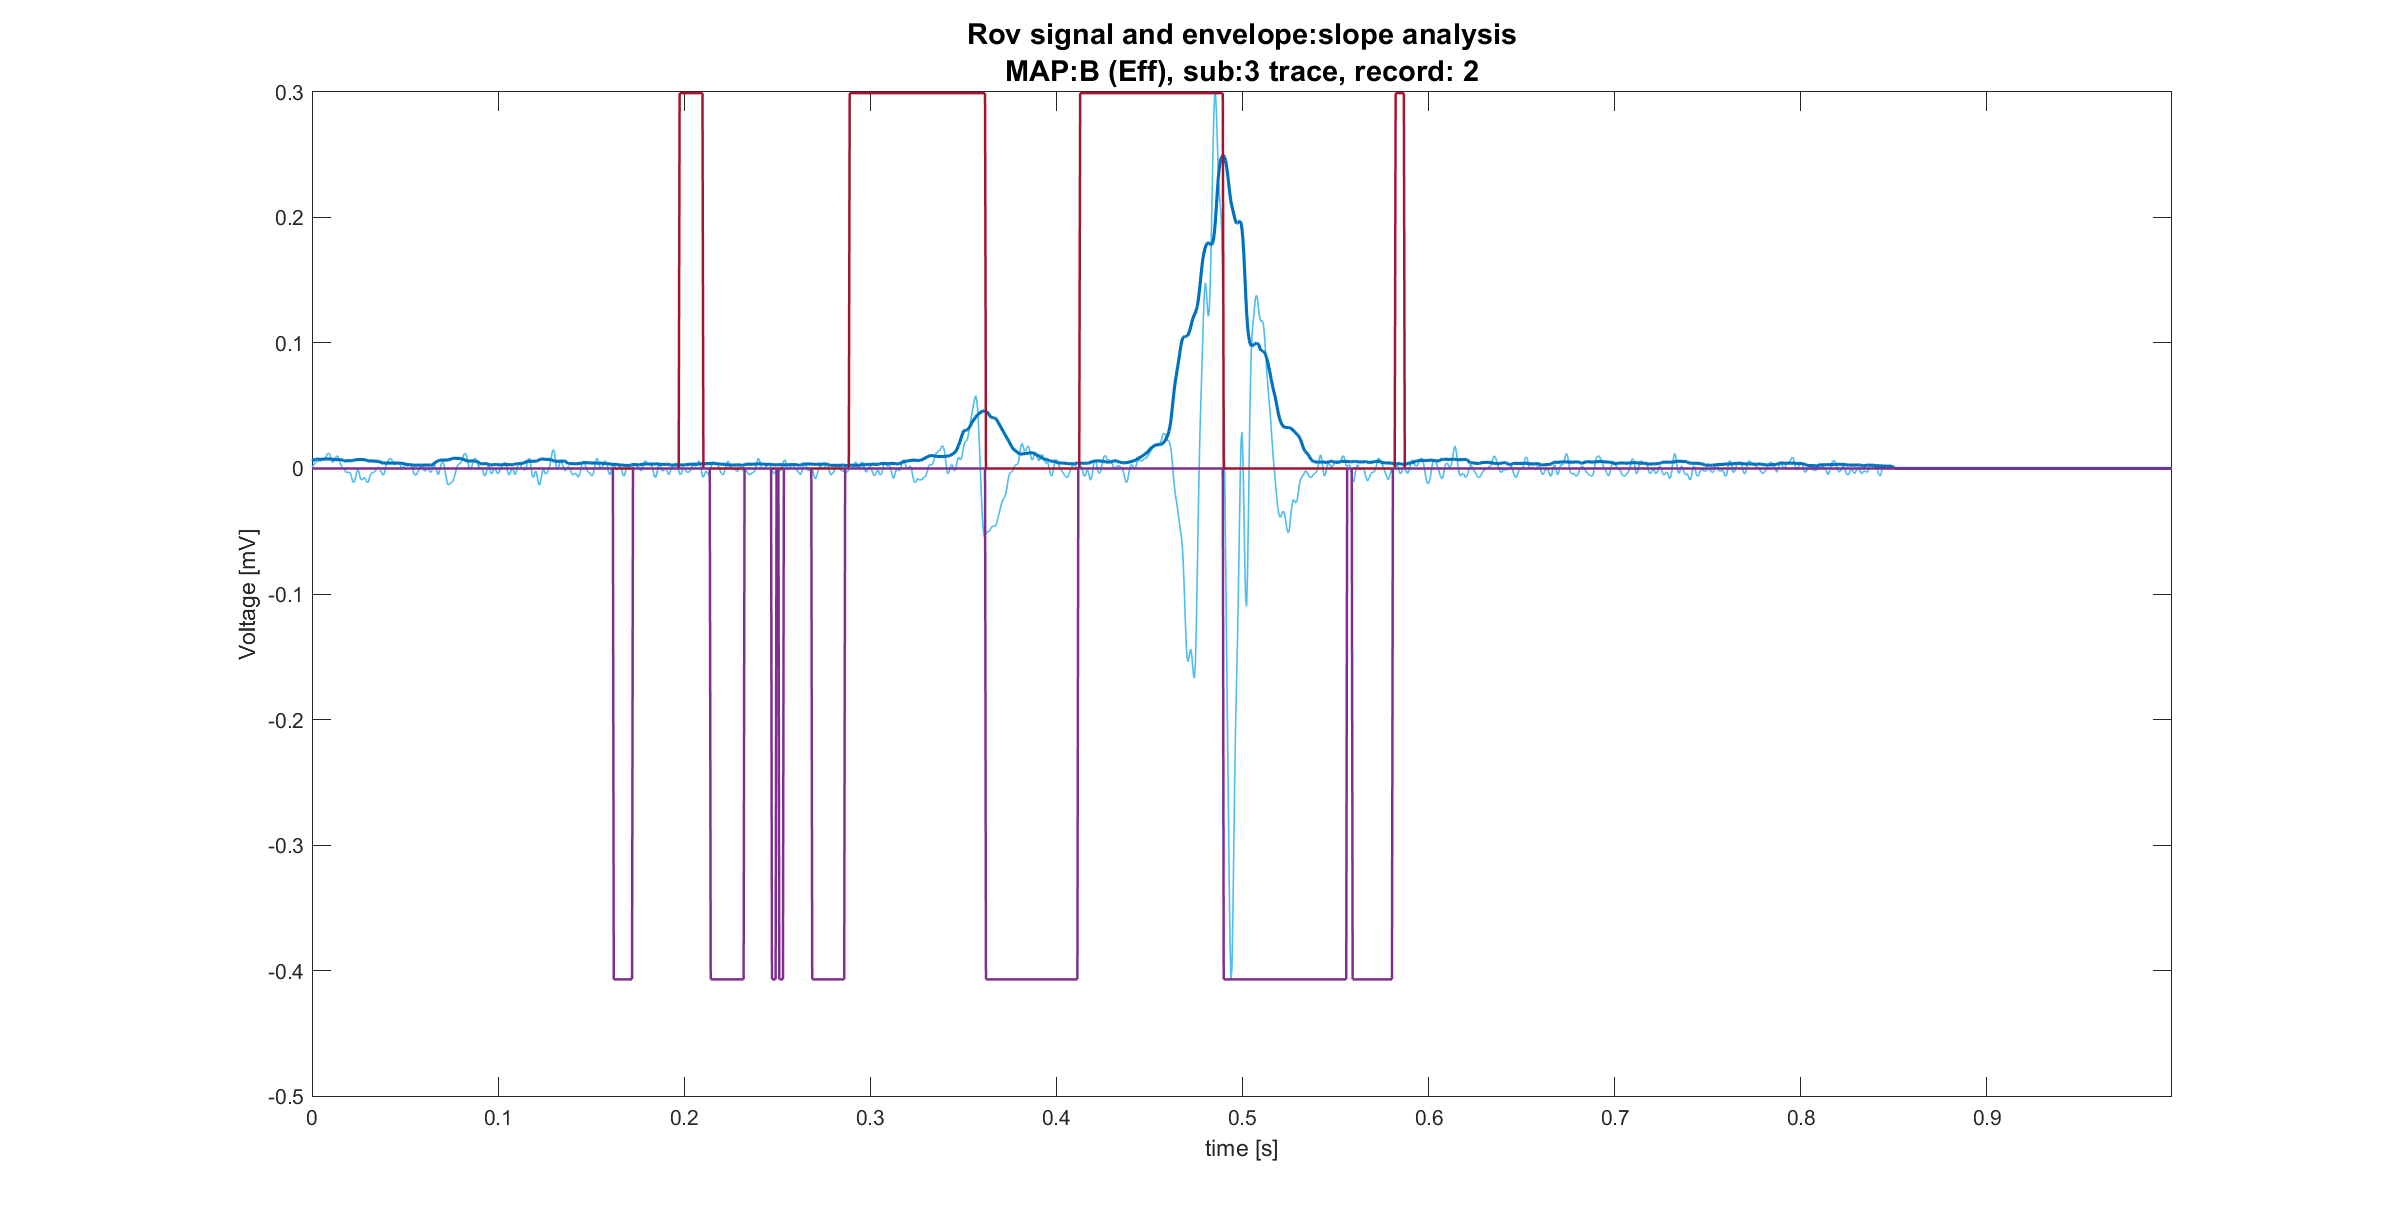 Rov signal and envelope:slope analysis
MAP:B (Eff), sub:3 trace, record: 2
0.3
0.2
0.1
0
-0.1
-0.2
-0.3
-0.4
-0.5
Voltage [mV]
0 0.1 0.2 0.3 0.4 0.5 0.6 0.7 0.8 0.9
time [s]